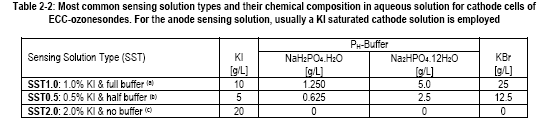 Table 2-2: Most common sensing solution types and their chemical composition in aqueous solution for cathode cells of
ECC-ozonesondes. For the anode sensing solution, usually a KI saturated cathode solution is employed
Sensing Solution Type (SST) KI [g/L] PH-Buffer KBr [g/L]
NaH2PO4.H2O [g/L] Na2HPO4.12H2O [g/L]
SST1.0: 1.0% KI & full buffer (a) 10 1.250 5.0 25
SST0.5: 0.5% KI & half buffer (b) 5 0.625 2.5 12.5
SST2.0: 2.0% KI & no buffer (c) 20 0 0 0